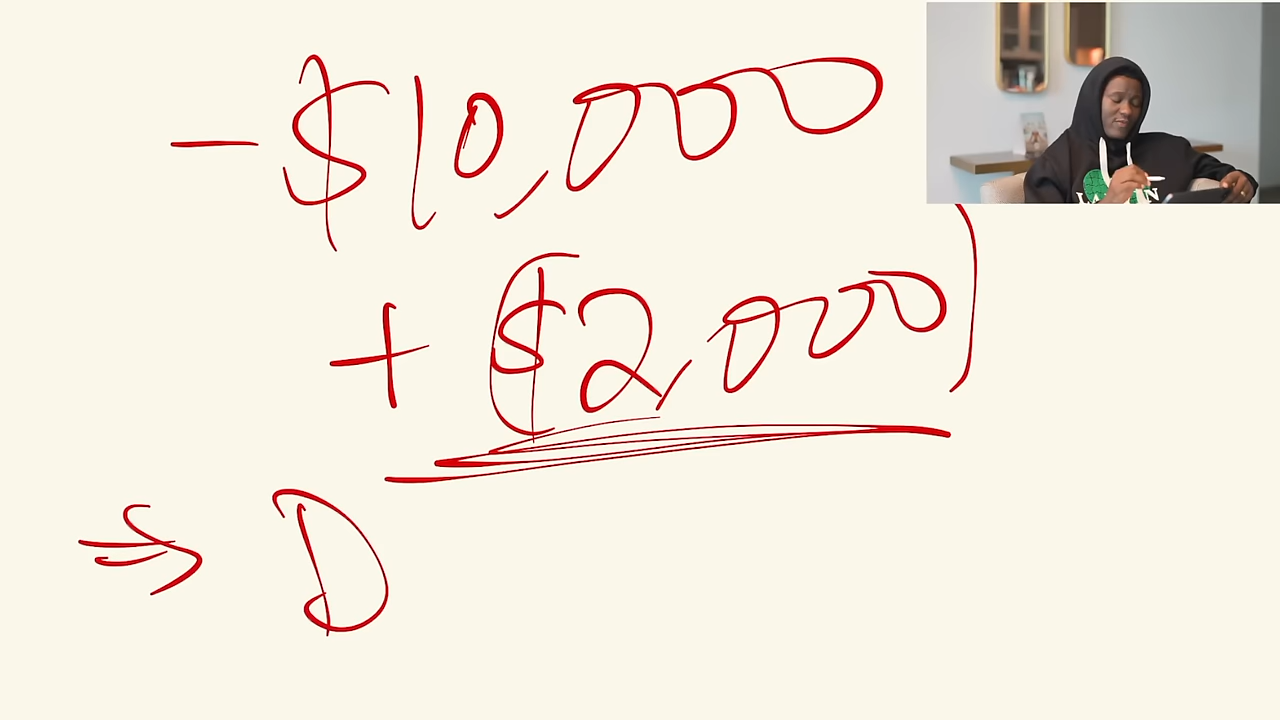 - $10,000
+ ($2,000)
=> D